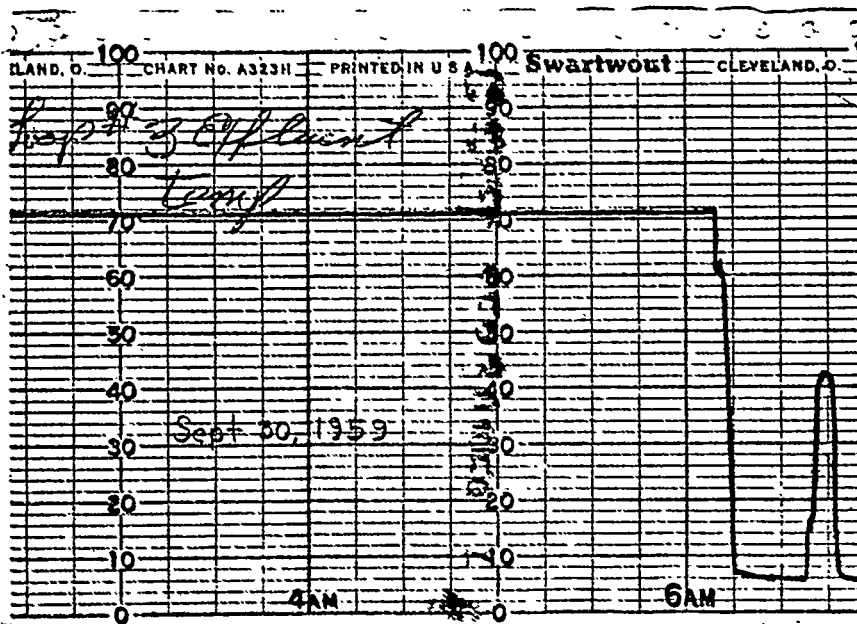 100 100
LAND, O. CHART NO. A323H PRINTED IN U S A Swartwout CLEVELAND, O.
90 90
3 Effluent
80 80
temp
70 70
60 60
50 50
40 40
Sept 30, 1959
30 30
20 20
10 10
4AM 6AM
0 0